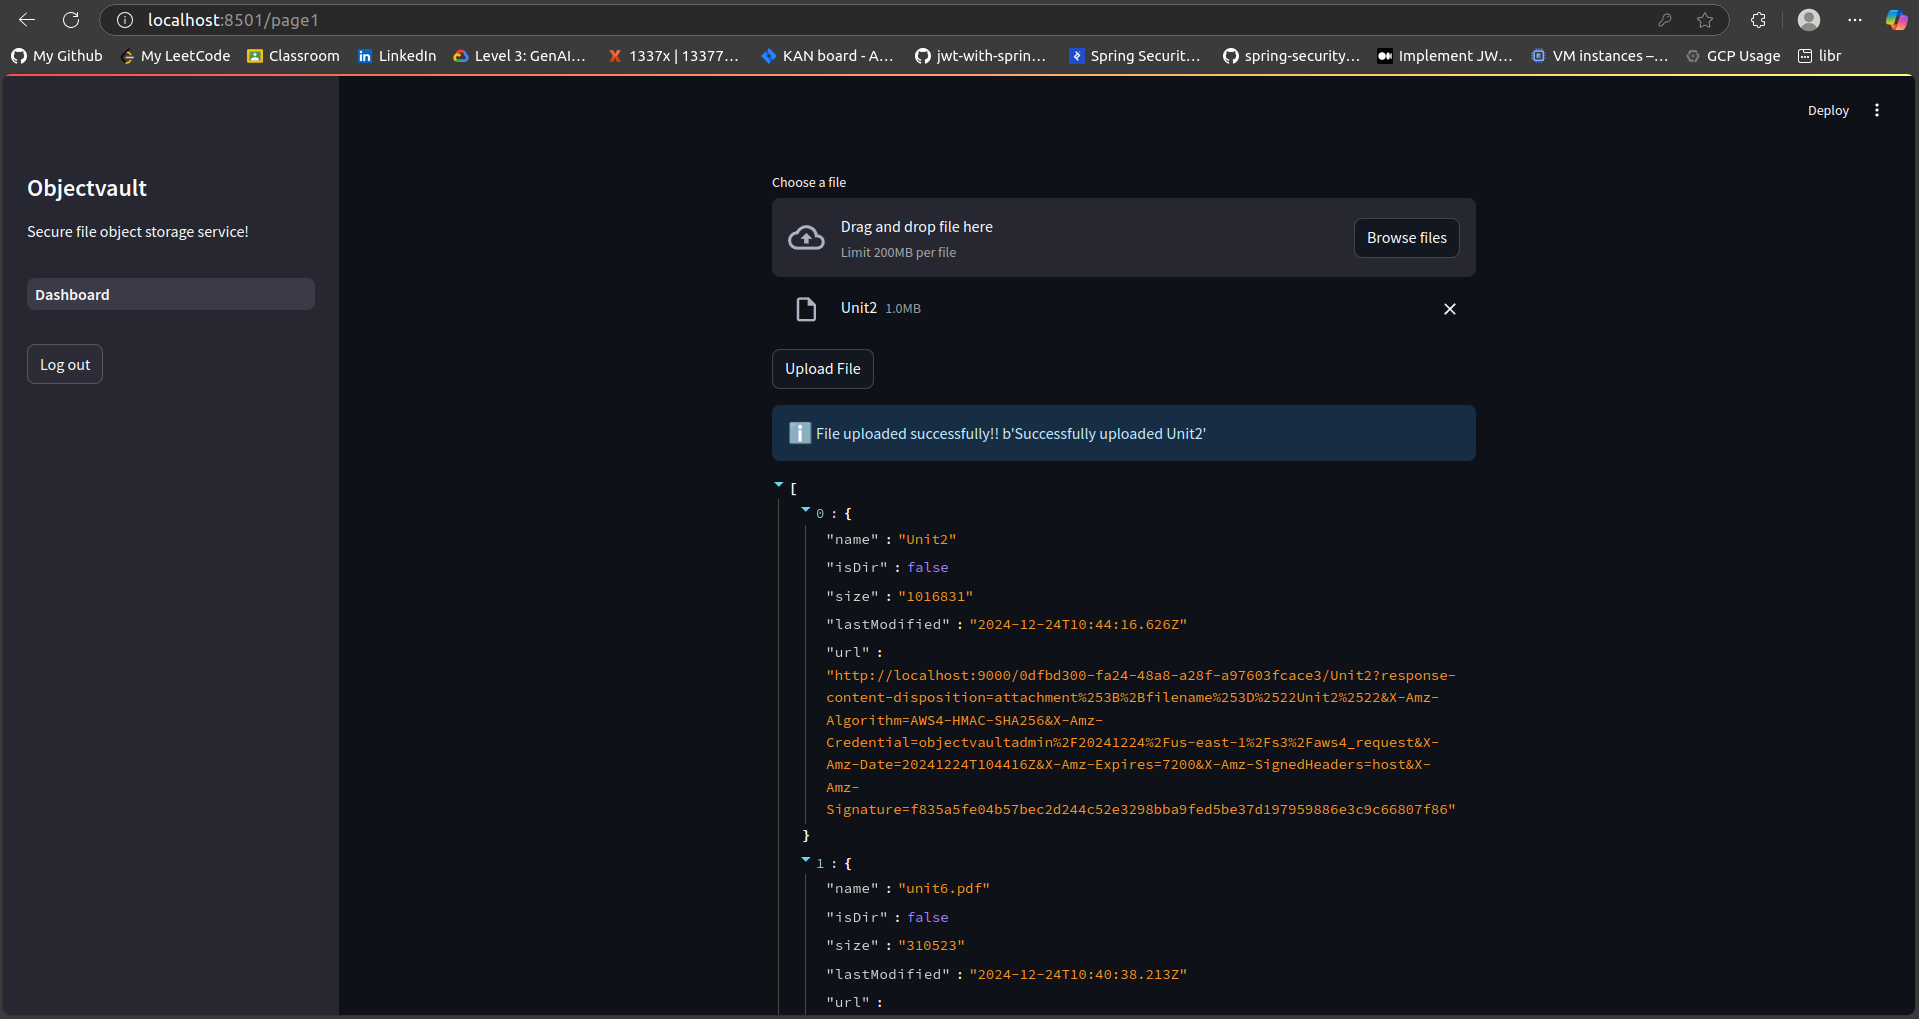 localhost:8501/page1
My Github My LeetCode Classroom LinkedIn Level 3: GenAI... 1337x | 13377... KAN board - A... jwt-with-sprin... Spring Securit... spring-security... Implement JW... VM instances –... GCP Usage libr
Deploy
Objectvault
Secure file object storage service!
Dashboard
Log out
Choose a file
Drag and drop file here
Limit 200MB per file
Browse files
Unit2 1.0MB
Upload File
File uploaded successfully!! b'Successfully uploaded Unit2'
[
0 : {
"name" : "Unit2"
"isDir" : false
"size" : "1016831"
"lastModified" : "2024-12-24T10:44:16.626Z"
"url" :
"http://localhost:9000/0dfbd300-fa24-48a8-a28f-a97603fcace3/Unit2?response-
content-disposition=attachment%253B%2Bfilename%253D%2522Unit2%2522&X-Amz-
Algorithm=AWS4-HMAC-SHA256&X-Amz-
Credential=objectvaultadmin%2F20241224%2Fus-east-1%2Fs3%2Faws4_request&X-
Amz-Date=20241224T104416Z&X-Amz-Expires=7200&X-Amz-SignedHeaders=host&X-
Amz-
Signature=f835a5fe04b57bec2d244c52e3298bba9fed5be37d197959886e3c9c66807f86"
}
1 : {
"name" : "unit6.pdf"
"isDir" : false
"size" : "310523"
"lastModified" : "2024-12-24T10:40:38.213Z"
"url" :